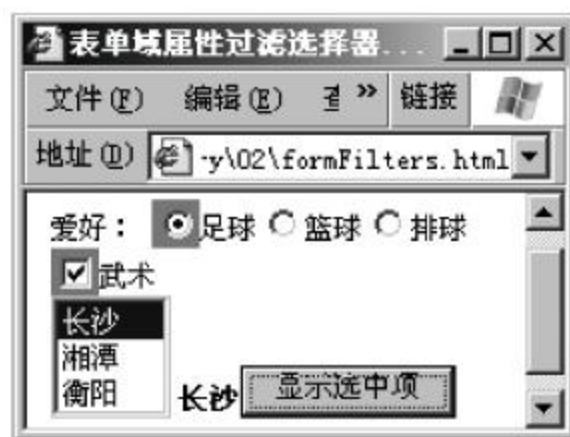 表单域属性过滤选择器...
文件(F) 编辑(E) » 链接
地址(D) y\02\formFilters.html
爱好： 足球 篮球 排球
武术
长沙
湘潭
衡阳
长沙 显示选中项